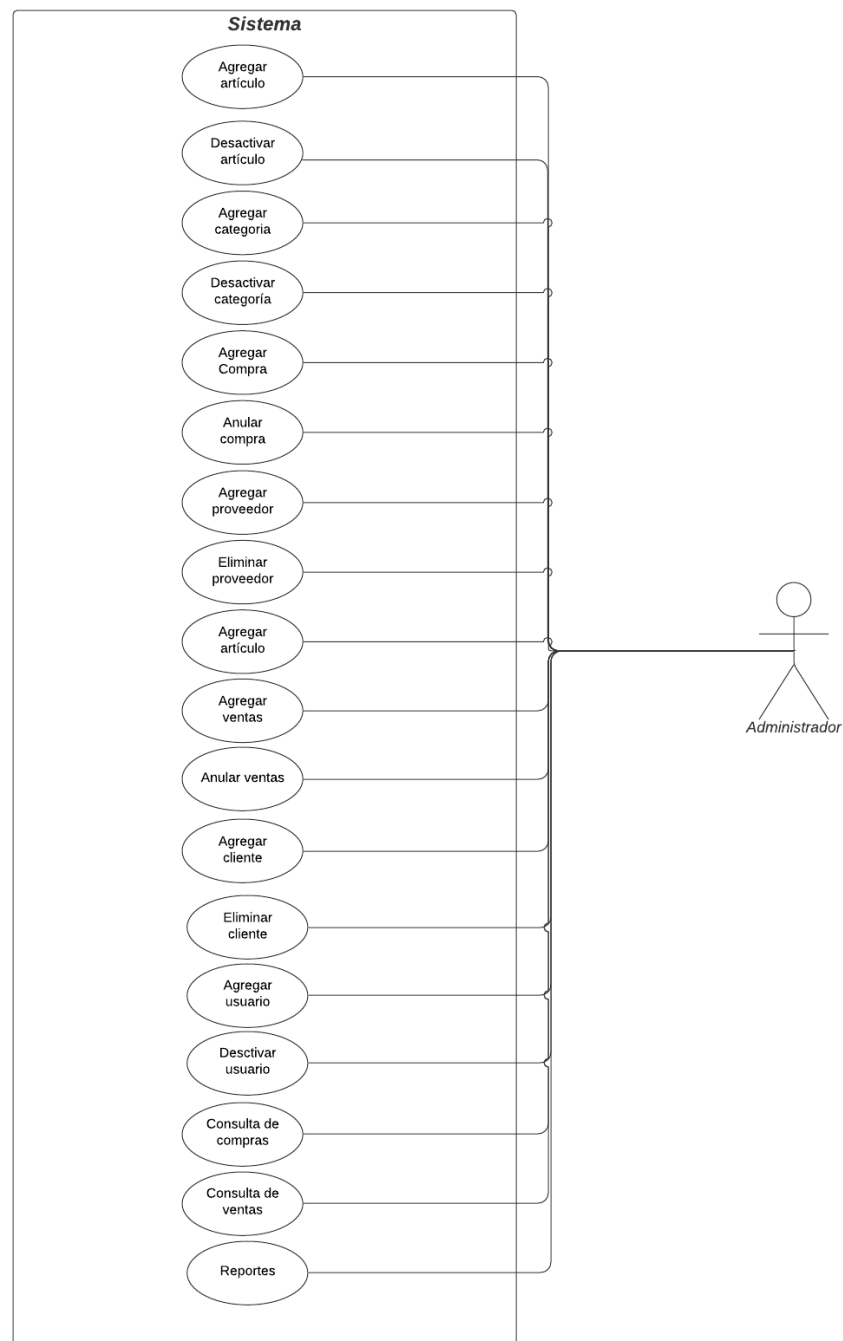 Sistema
Agregar
artículo
Desactivar
artículo
Agregar
categoria
Desactivar
categoría
Agregar
Compra
Anular
compra
Agregar
proveedor
Eliminar
proveedor
Agregar
artículo
Agregar
ventas
Anular ventas
Agregar
cliente
Eliminar
cliente
Agregar
usuario
Desctivar
usuario
Consulta de
compras
Consulta de
ventas
Reportes
Administrador